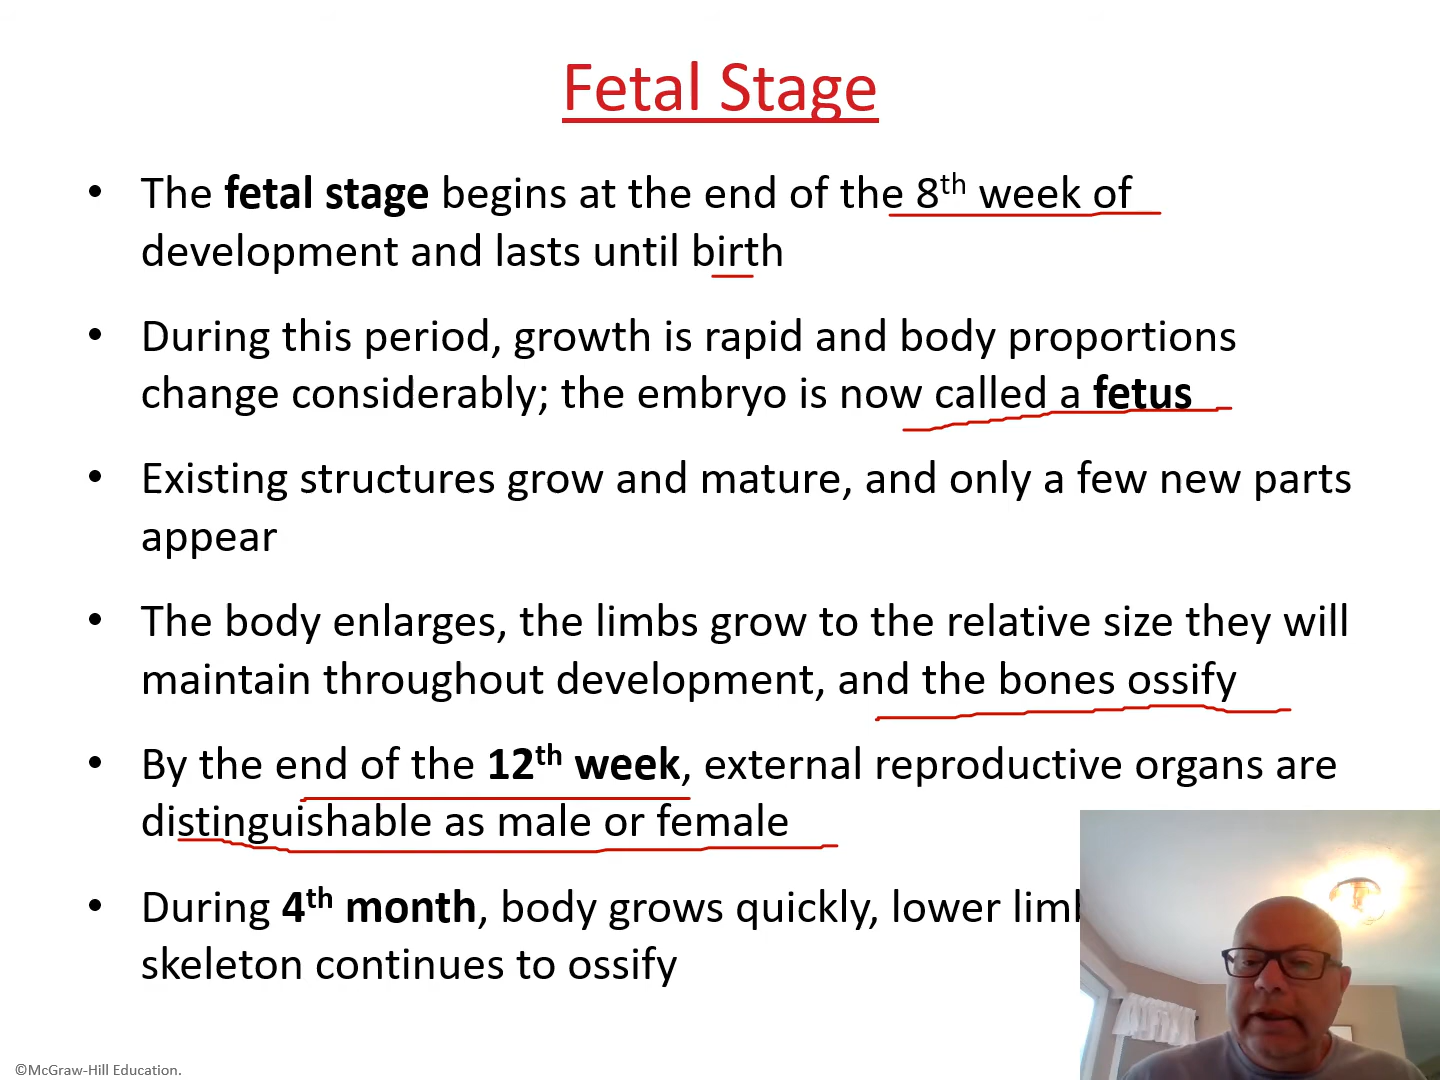 Fetal Stage
• The fetal stage begins at the end of the 8th week of
development and lasts until birth
• During this period, growth is rapid and body proportions
change considerably; the embryo is now called a fetus
• Existing structures grow and mature, and only a few new parts
appear
• The body enlarges, the limbs grow to the relative size they will
maintain throughout development, and the bones ossify
• By the end of the 12th week, external reproductive organs are
distinguishable as male or female
• During 4th month, body grows quickly, lower
skeleton continues to ossify
©McGraw-Hill Education.